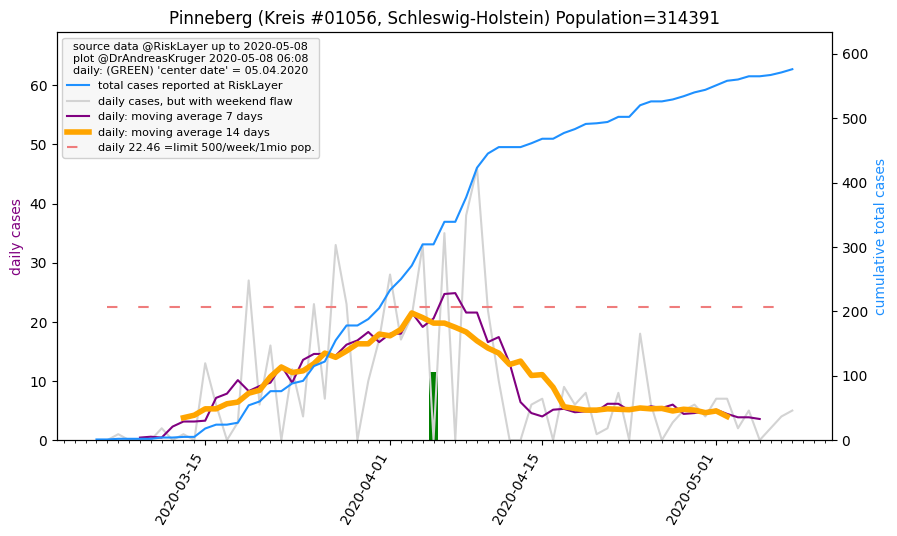 Pinneberg (Kreis #01056, Schleswig-Holstein) Population=314391
source data @RiskLayer up to 2020-05-08
plot @DrAndreasKruger 2020-05-08 06:08
daily: (GREEN) 'center date' = 05.04.2020
total cases reported at RiskLayer
daily cases, but with weekend flaw
daily: moving average 7 days
daily: moving average 14 days
daily 22.46 =limit 500/week/1mio pop.
daily cases
60
50
40
30
20
10
0
cumulative total cases
600
500
400
300
200
100
0
2020-03-15
2020-04-01
2020-04-15
2020-05-01